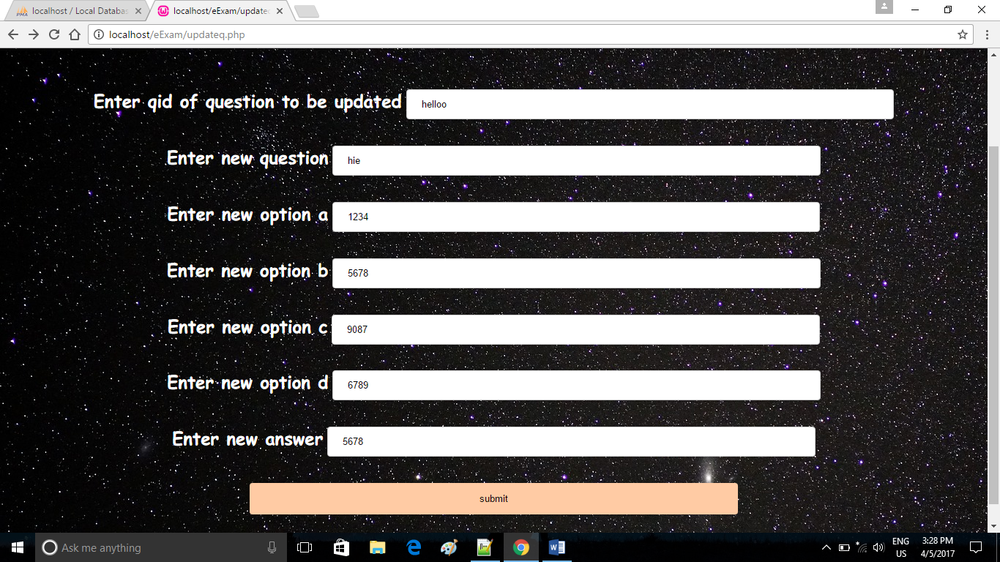 localhost / Local Databas
localhost/eExam/update
localhost/eExam/updateq.php
Enter qid of question to be updated helloo
Enter new question hie
Enter new option a 1234
Enter new option b 5678
Enter new option c 9087
Enter new option d 6789
Enter new answer 5678
submit
Ask me anything
ENG
US
3:28 PM
4/5/2017